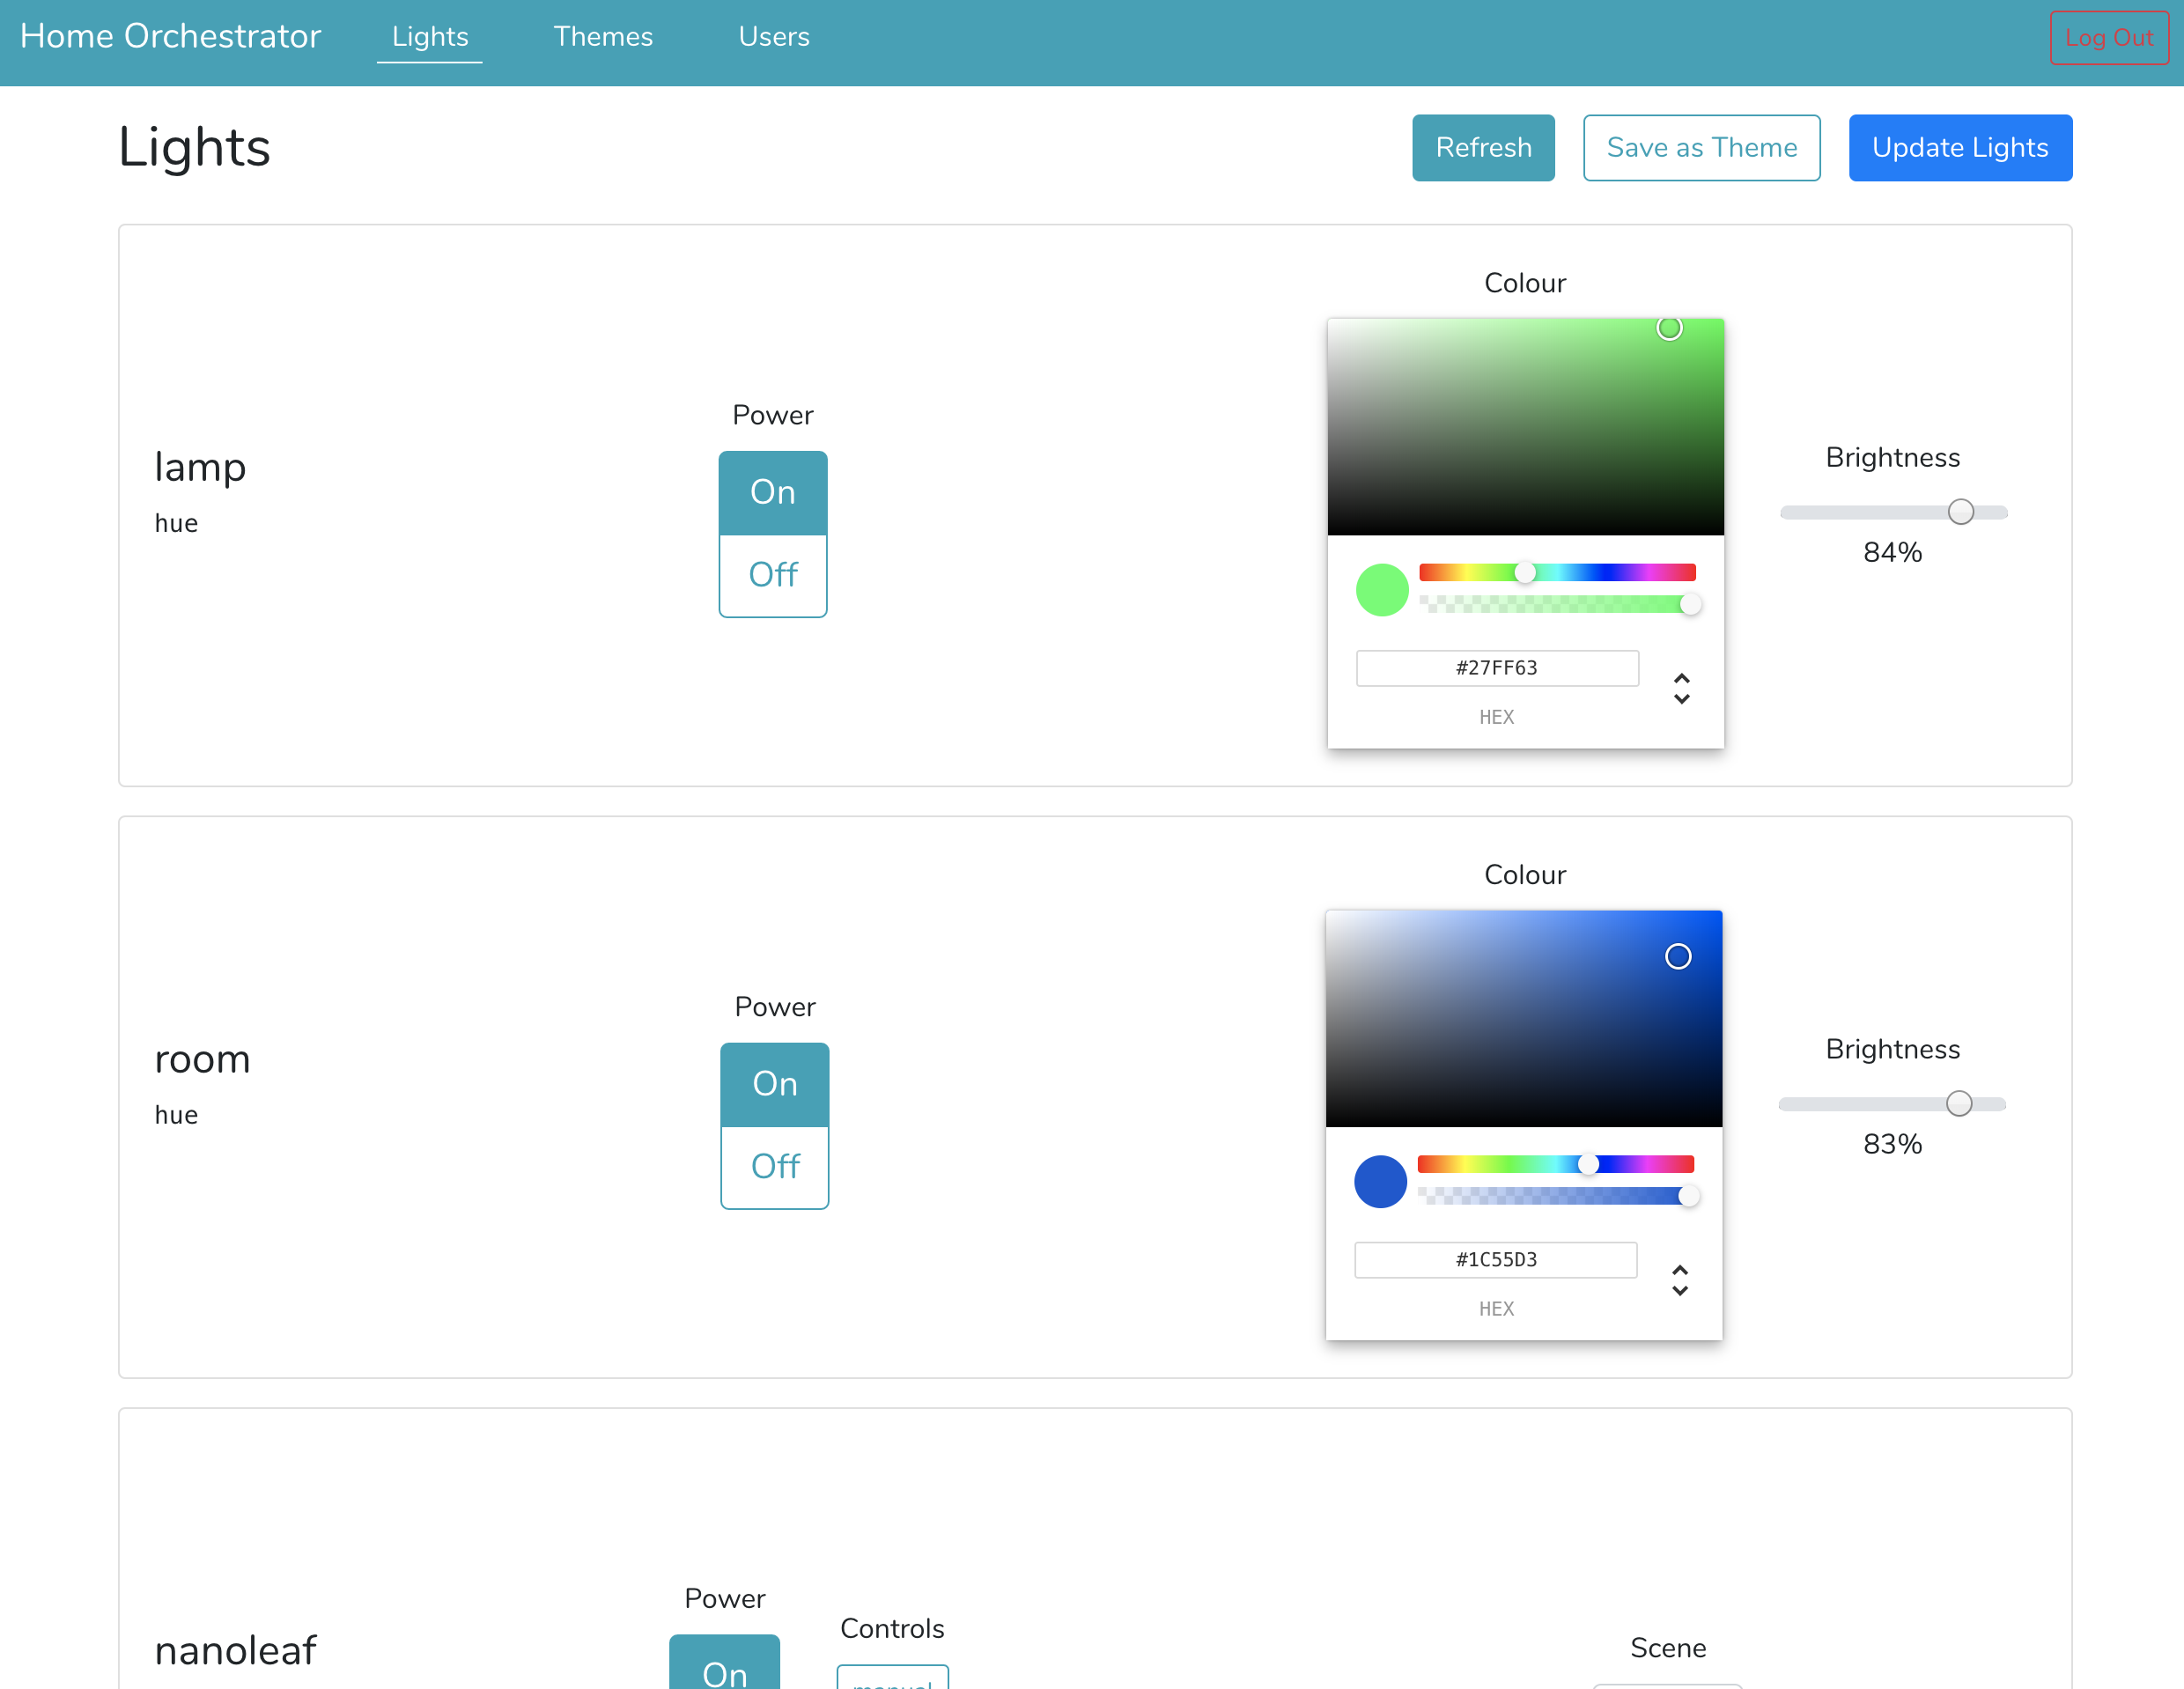 Home Orchestrator
Lights
Themes
Users
Log Out
Lights
Refresh
Save as Theme
Update Lights
lamp
hue
Power
On
Off
Colour
#27FF63
HEX
Brightness
84%
room
hue
Power
On
Off
Colour
#1C55D3
HEX
Brightness
83%
nanoleaf
Power
On
Controls
manual
Scene